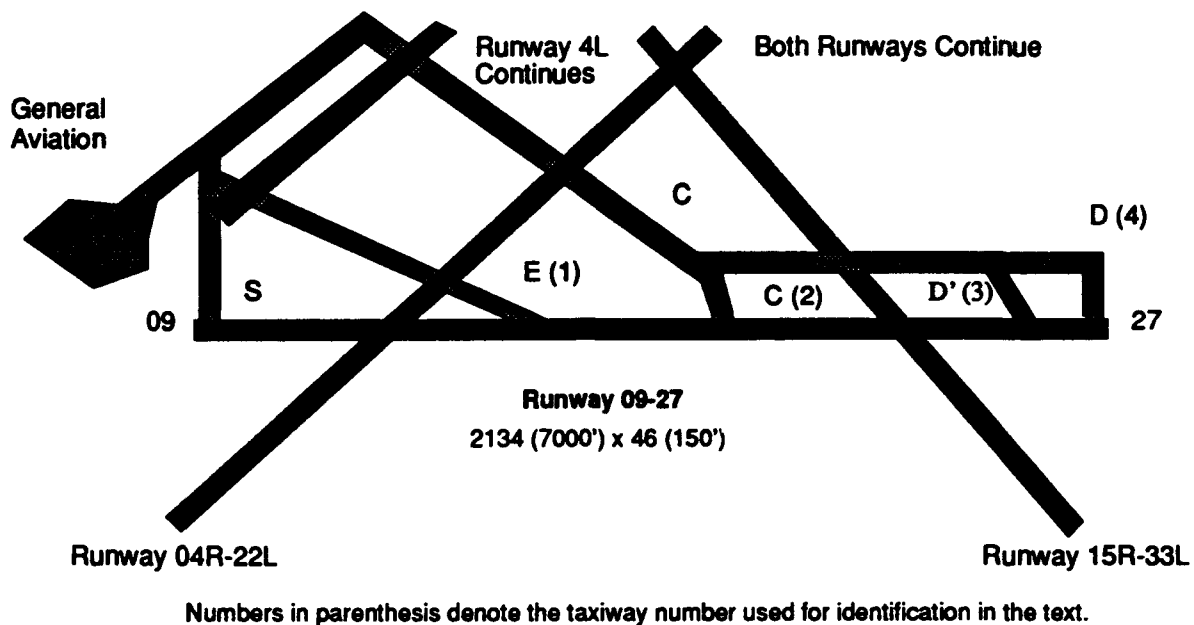 Runway 4L
Continues
Both Runways Continue
General
Aviation
C
D (4)
E (1)
S
C (2)
D' (3)
09
27
Runway 09-27
2134 (7000') x 46 (150')
Runway 04R-22L
Runway 15R-33L
Numbers in parenthesis denote the taxiway number used for identification in the text.